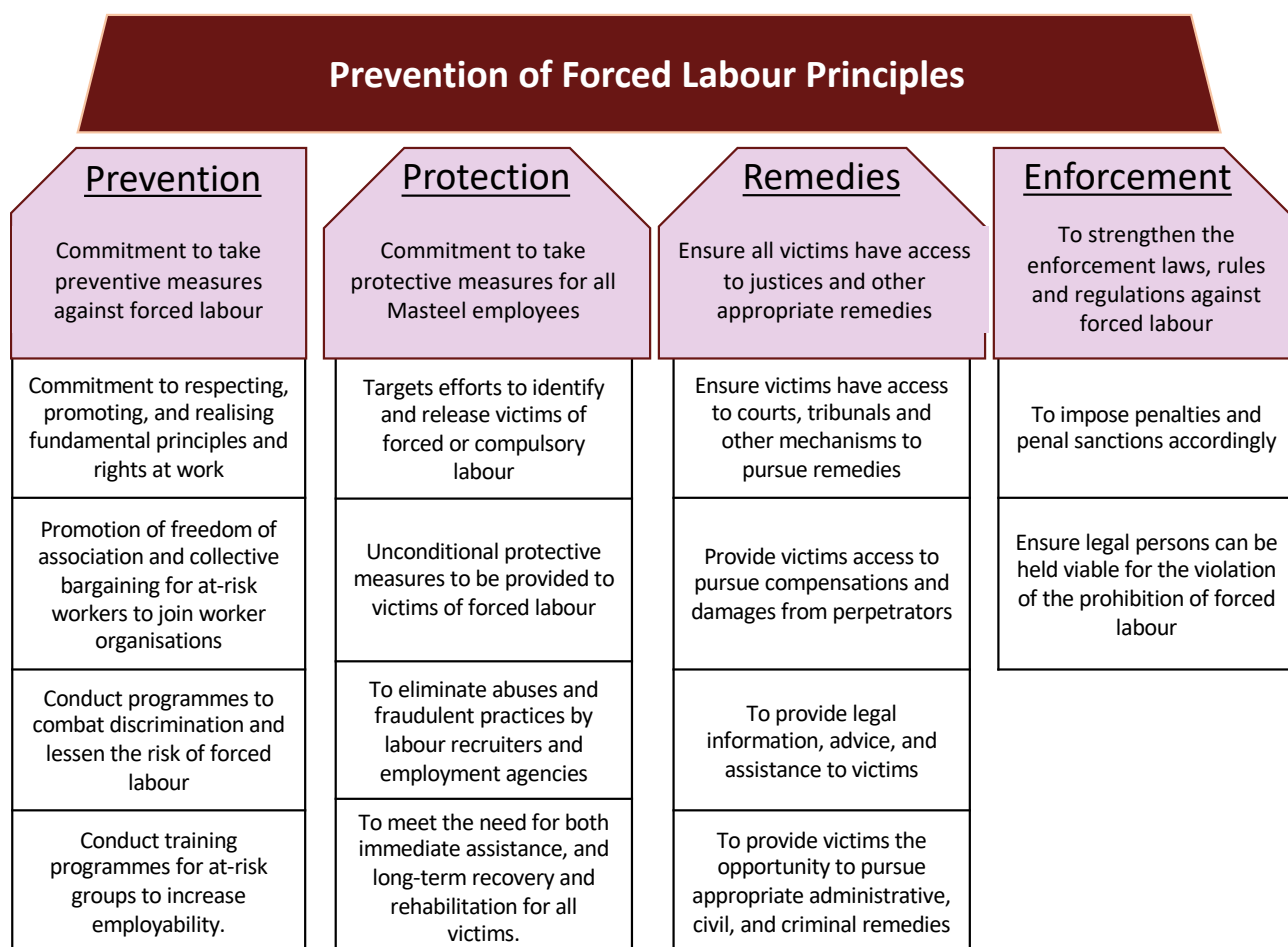 Prevention of Forced Labour Principles
Prevention
Commitment to take
preventive measures
against forced labour
Commitment to respecting,
promoting, and realising
fundamental principles and
rights at work
Promotion of freedom of
association and collective
bargaining for at-risk
workers to join worker
organisations
Conduct programmes to
combat discrimination and
lessen the risk of forced
labour
Conduct training
programmes for at-risk
groups to increase
employability.
Protection
Commitment to take
protective measures for all
Masteel employees
Targets efforts to identify
and release victims of
forced or compulsory
labour
Unconditional protective
measures to be provided to
victims of forced labour
To eliminate abuses and
fraudulent practices by
labour recruiters and
employment agencies
To meet the need for both
immediate assistance, and
long-term recovery and
rehabilitation for all
victims.
Remedies
Ensure all victims have access
to justices and other
appropriate remedies
Ensure victims have access
to courts, tribunals and
other mechanisms to
pursue remedies
Provide victims access to
pursue compensations and
damages from perpetrators
To provide legal
information, advice, and
assistance to victims
To provide victims the
opportunity to pursue
appropriate administrative,
civil, and criminal remedies
Enforcement
To strengthen the
enforcement laws, rules
and regulations against
forced labour
To impose penalties and
penal sanctions accordingly
Ensure legal persons can be
held viable for the violation
of the prohibition of forced
labour